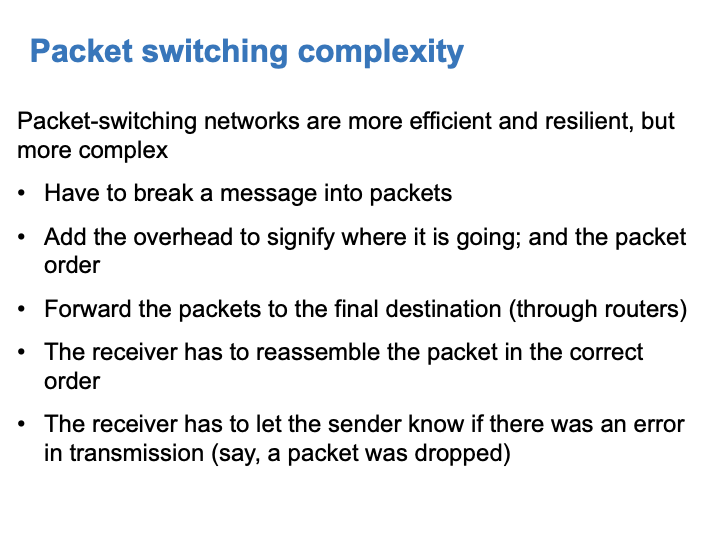 Packet switching complexity
Packet-switching networks are more efficient and resilient, but
more complex
• Have to break a message into packets
• Add the overhead to signify where it is going; and the packet
order
• Forward the packets to the final destination (through routers)
• The receiver has to reassemble the packet in the correct
order
• The receiver has to let the sender know if there was an error
in transmission (say, a packet was dropped)